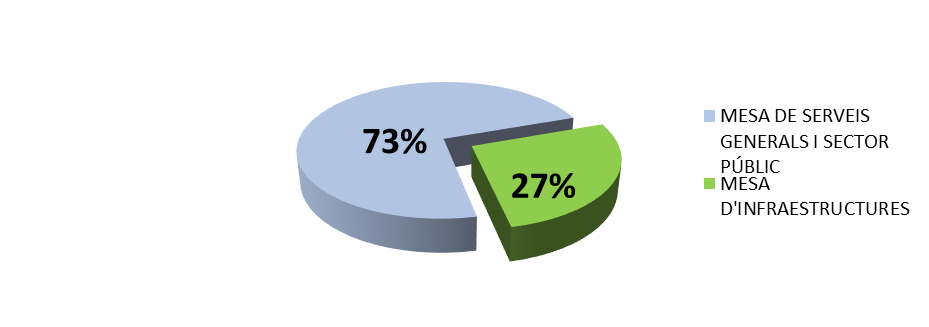 73%
27%
MESA DE SERVEIS
GENERALS I SECTOR
PÚBLIC
MESA
D'INFRAESTRUCTURES